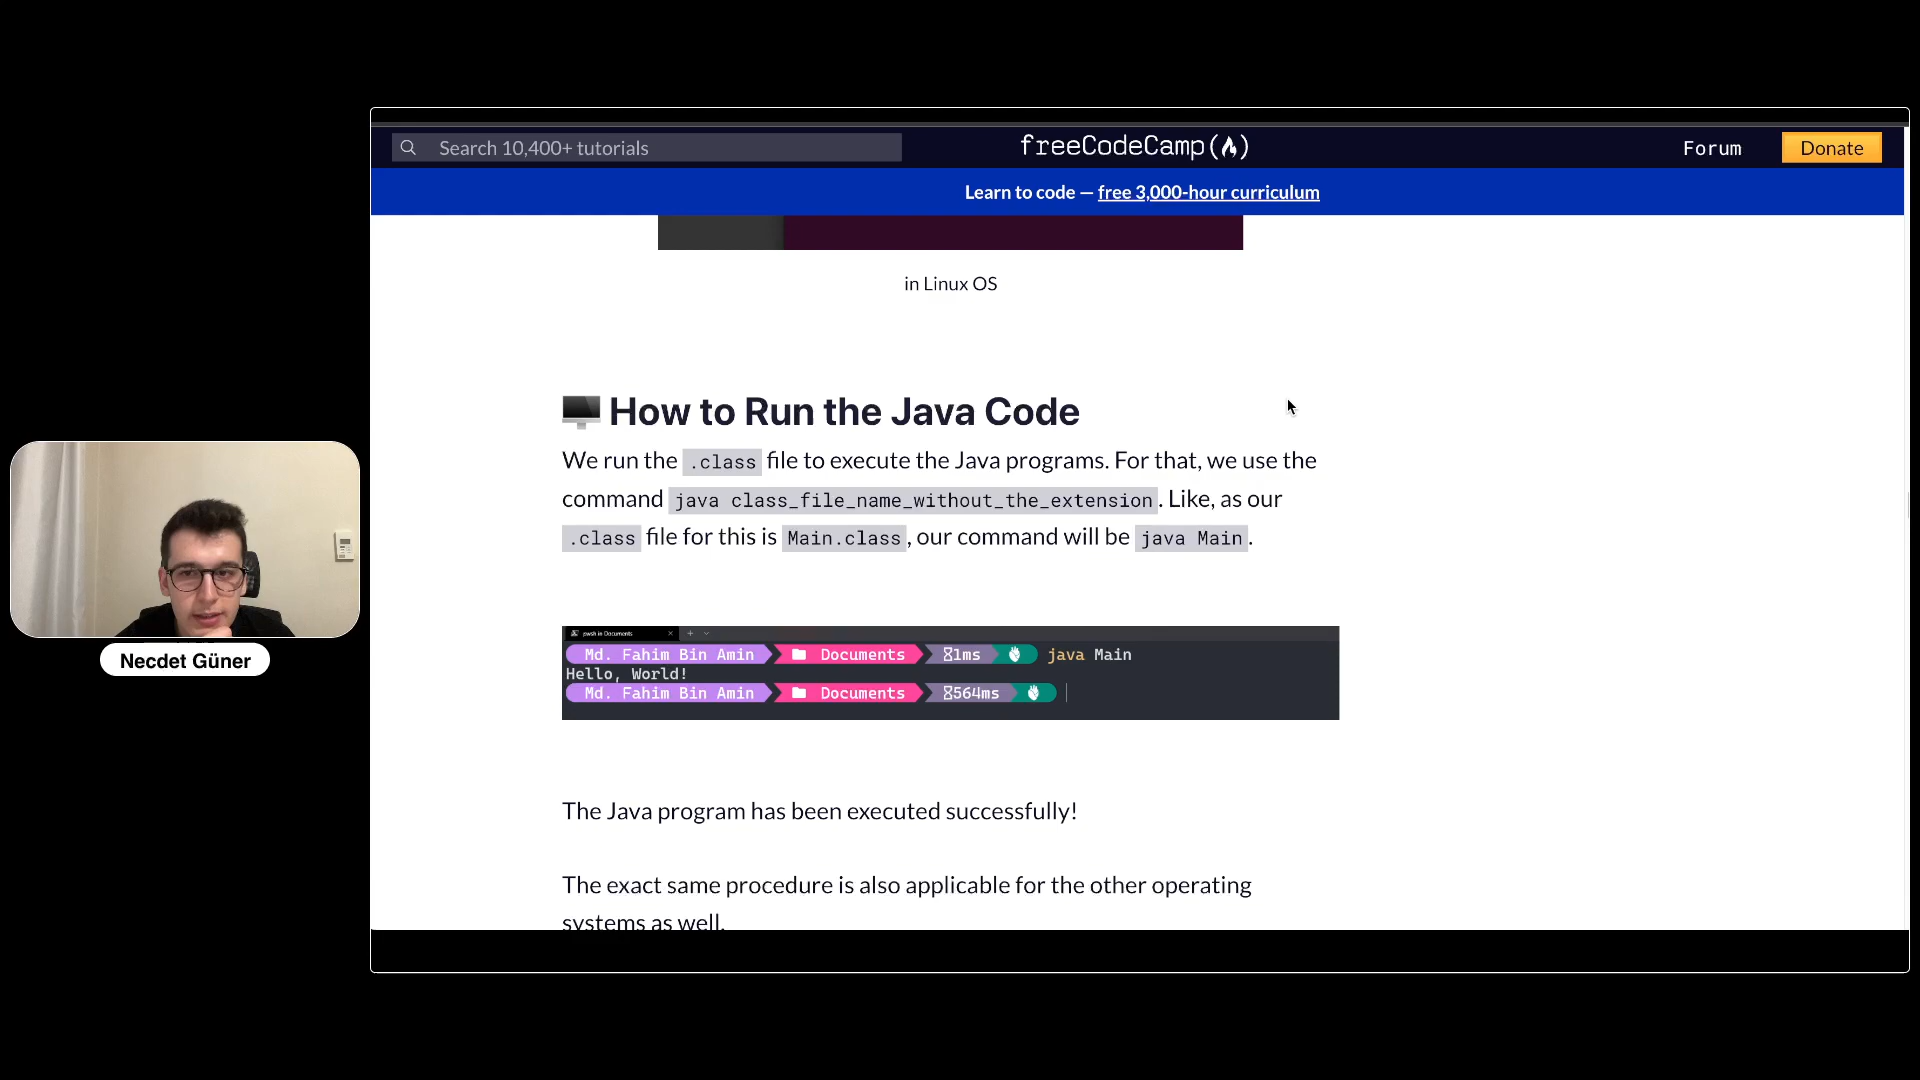 Search 10,400+ tutorials
freeCodeCamp
Forum
Donate
Learn to code — free 3,000-hour curriculum
in Linux OS
How to Run the Java Code
We run the .class file to execute the Java programs. For that, we use the
command java class_file_name_without_the_extension. Like, as our
.class file for this is Main.class, our command will be java Main.
pwsh in Documents
Md. Fahim Bin Amin Documents 1ms java Main
Hello, World!
Md. Fahim Bin Amin Documents 564ms
The Java program has been executed successfully!
The exact same procedure is also applicable for the other operating
systems as well.
Necdet Güner